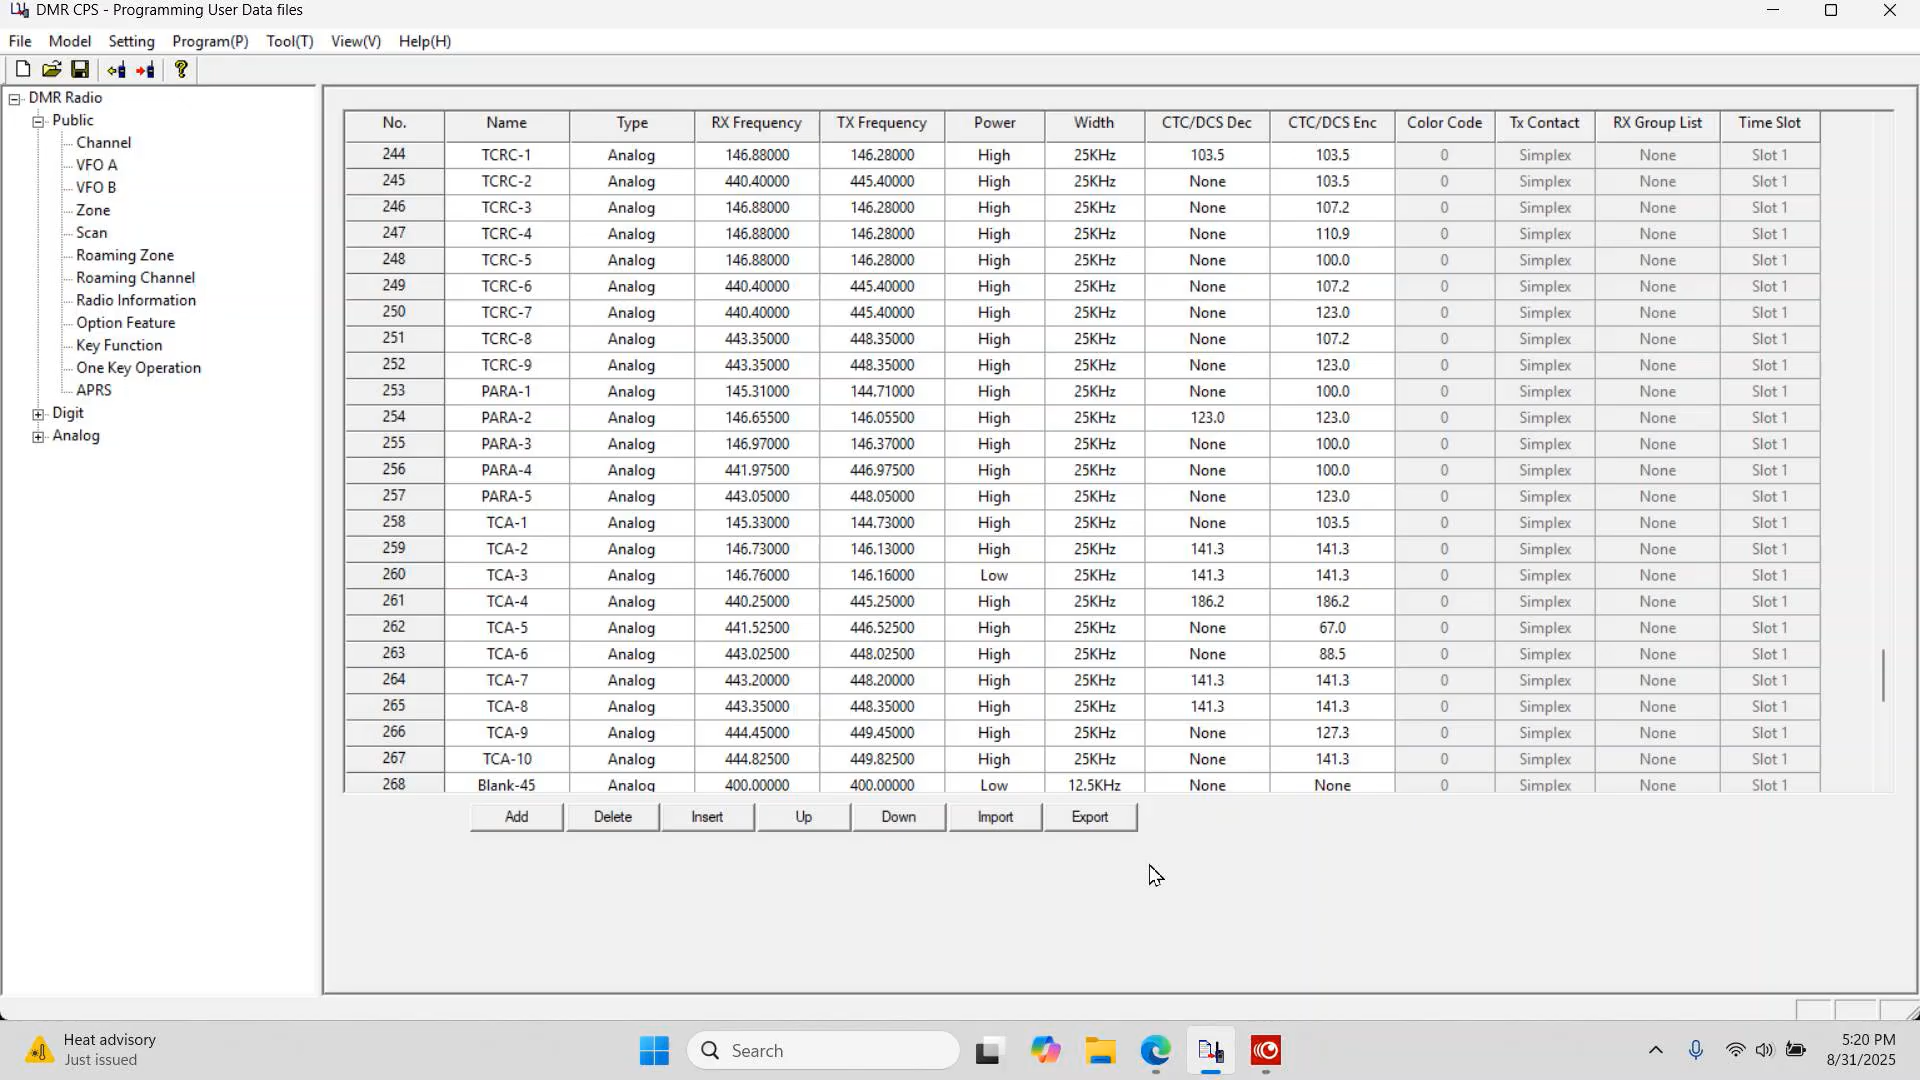 DMR CPS - Programming User Data files
File Model Setting Program(P) Tool(T) View(V) Help(H)
DMR Radio
Public
Channel
VFO A
VFO B
Zone
Scan
Roaming Zone
Roaming Channel
Radio Information
Option Feature
Key Function
One Key Operation
APRS
Digit
Analog
No. Name Type RX Frequency TX Frequency Power Width CTC/DCS Dec CTC/DCS Enc Color Code Tx Contact RX Group List Time Slot
244 TCRC-1 Analog 146.88000 146.28000 High 25KHz 103.5 103.5 0 Simplex None Slot 1
245 TCRC-2 Analog 440.40000 445.40000 High 25KHz None 103.5 0 Simplex None Slot 1
246 TCRC-3 Analog 146.88000 146.28000 High 25KHz None 107.2 0 Simplex None Slot 1
247 TCRC-4 Analog 146.88000 146.28000 High 25KHz None 110.9 0 Simplex None Slot 1
248 TCRC-5 Analog 146.88000 146.28000 High 25KHz None 100.0 0 Simplex None Slot 1
249 TCRC-6 Analog 440.40000 445.40000 High 25KHz None 107.2 0 Simplex None Slot 1
250 TCRC-7 Analog 440.40000 445.40000 High 25KHz None 123.0 0 Simplex None Slot 1
251 TCRC-8 Analog 443.35000 448.35000 High 25KHz None 107.2 0 Simplex None Slot 1
252 TCRC-9 Analog 443.35000 448.35000 High 25KHz None 123.0 0 Simplex None Slot 1
253 PARA-1 Analog 145.31000 144.71000 High 25KHz None 100.0 0 Simplex None Slot 1
254 PARA-2 Analog 146.65500 146.05500 High 25KHz 123.0 123.0 0 Simplex None Slot 1
255 PARA-3 Analog 146.97000 146.37000 High 25KHz None 100.0 0 Simplex None Slot 1
256 PARA-4 Analog 441.97500 446.97500 High 25KHz None 100.0 0 Simplex None Slot 1
257 PARA-5 Analog 443.05000 448.05000 High 25KHz None 123.0 0 Simplex None Slot 1
258 TCA-1 Analog 145.33000 144.73000 High 25KHz None 103.5 0 Simplex None Slot 1
259 TCA-2 Analog 146.73000 146.13000 High 25KHz 141.3 141.3 0 Simplex None Slot 1
260 TCA-3 Analog 146.76000 146.16000 Low 25KHz 141.3 141.3 0 Simplex None Slot 1
261 TCA-4 Analog 440.25000 445.25000 High 25KHz 186.2 186.2 0 Simplex None Slot 1
262 TCA-5 Analog 441.52500 446.52500 High 25KHz None 67.0 0 Simplex None Slot 1
263 TCA-6 Analog 443.02500 448.02500 High 25KHz None 88.5 0 Simplex None Slot 1
264 TCA-7 Analog 443.20000 448.20000 High 25KHz 141.3 141.3 0 Simplex None Slot 1
265 TCA-8 Analog 443.35000 448.35000 High 25KHz 141.3 141.3 0 Simplex None Slot 1
266 TCA-9 Analog 444.45000 449.45000 High 25KHz None 127.3 0 Simplex None Slot 1
267 TCA-10 Analog 444.82500 449.82500 High 25KHz None 141.3 0 Simplex None Slot 1
268 Blank-45 Analog 400.00000 400.00000 Low 12.5KHz None None 0 Simplex None Slot 1
Add Delete Insert Up Down Import Export
Heat advisory
Just issued
Search
5:20 PM
8/31/2025